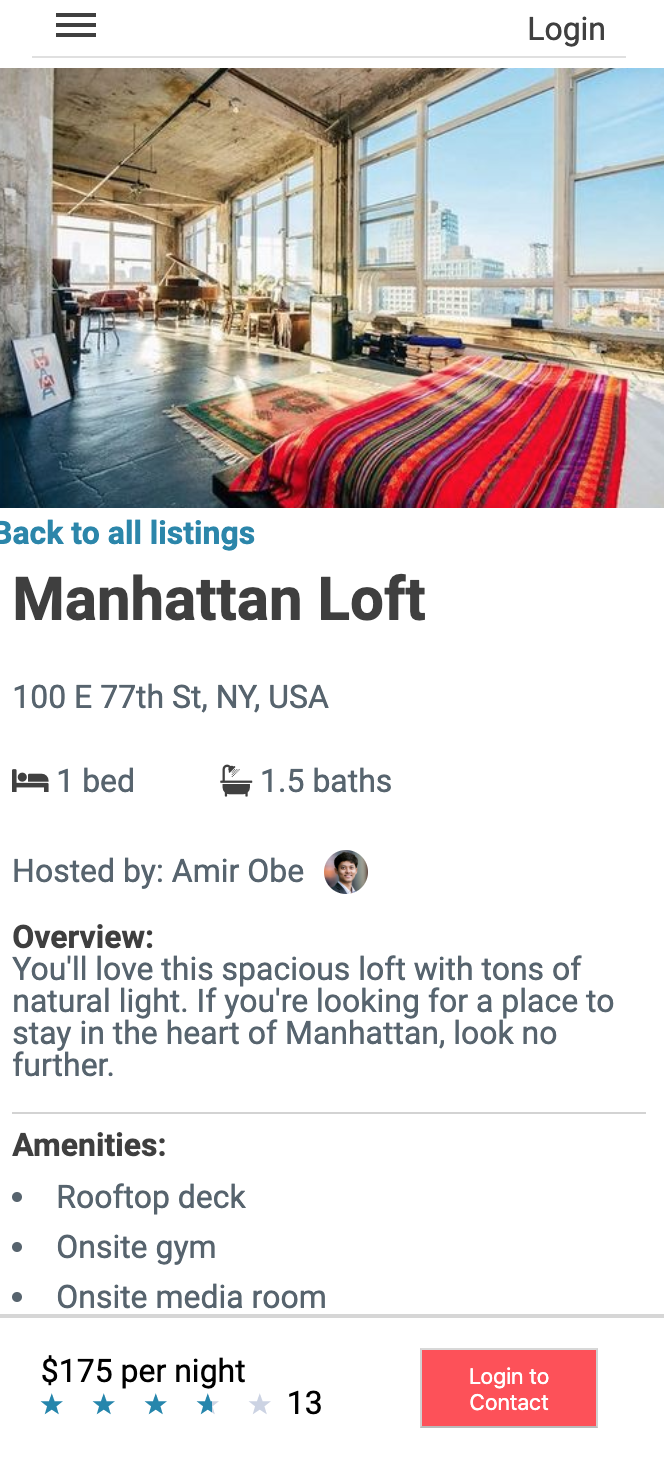 Login
Back to all listings
Manhattan Loft
100 E 77th St, NY, USA
1 bed 1.5 baths
Hosted by: Amir Obe
Overview:
You'll love this spacious loft with tons of
natural light. If you're looking for a place to
stay in the heart of Manhattan, look no
further.
Amenities:
• Rooftop deck
• Onsite gym
• Onsite media room
$175 per night
13
Login to
Contact